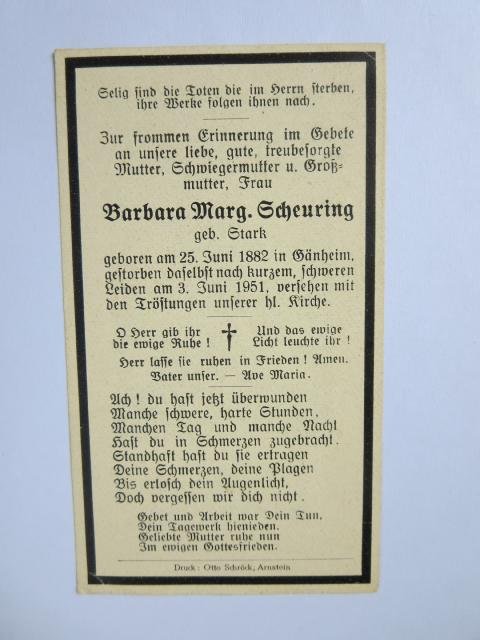 Selig sind die Toten die im Herrn sterben,
ihre Werke folgen ihnen nach.
Zur frommen Erinnerung im Gebete
an unsere liebe, gute, treubesorgte
Mutter, Schwiegermutter u. Groß-
mutter, Frau
Barbara Marg. Scheuring
geb. Stark
geboren am 25. Juni 1882 in Gänheim,
gestorben daselbst nach kurzem, schweren
Leiden am 3. Juni 1951, versehen mit
den Tröstungen unserer hl. Kirche.
O Herr gib ihr
die ewige Ruhe !
Und das ewige
Licht leuchte ihr !
Herr lasse sie ruhen in Frieden ! Amen.
Vater unser. — Ave Maria.
Ach ! du hast jetzt überwunden
Manche schwere, harte Stunden,
Manchen Tag und manche Nacht
Hast du in Schmerzen zugebracht.
Standhaft hast du sie ertragen
Deine Schmerzen, deine Plagen
Bis erlosch dein Augenlicht,
Doch vergessen wir dich nicht .
Gebet und Arbeit war Dein Tun,
Dein Tagewerk hienieden.
Geliebte Mutter ruhe nun
Im ewigen Gottesfrieden.
Druck : Otto Schröck, Arnstein